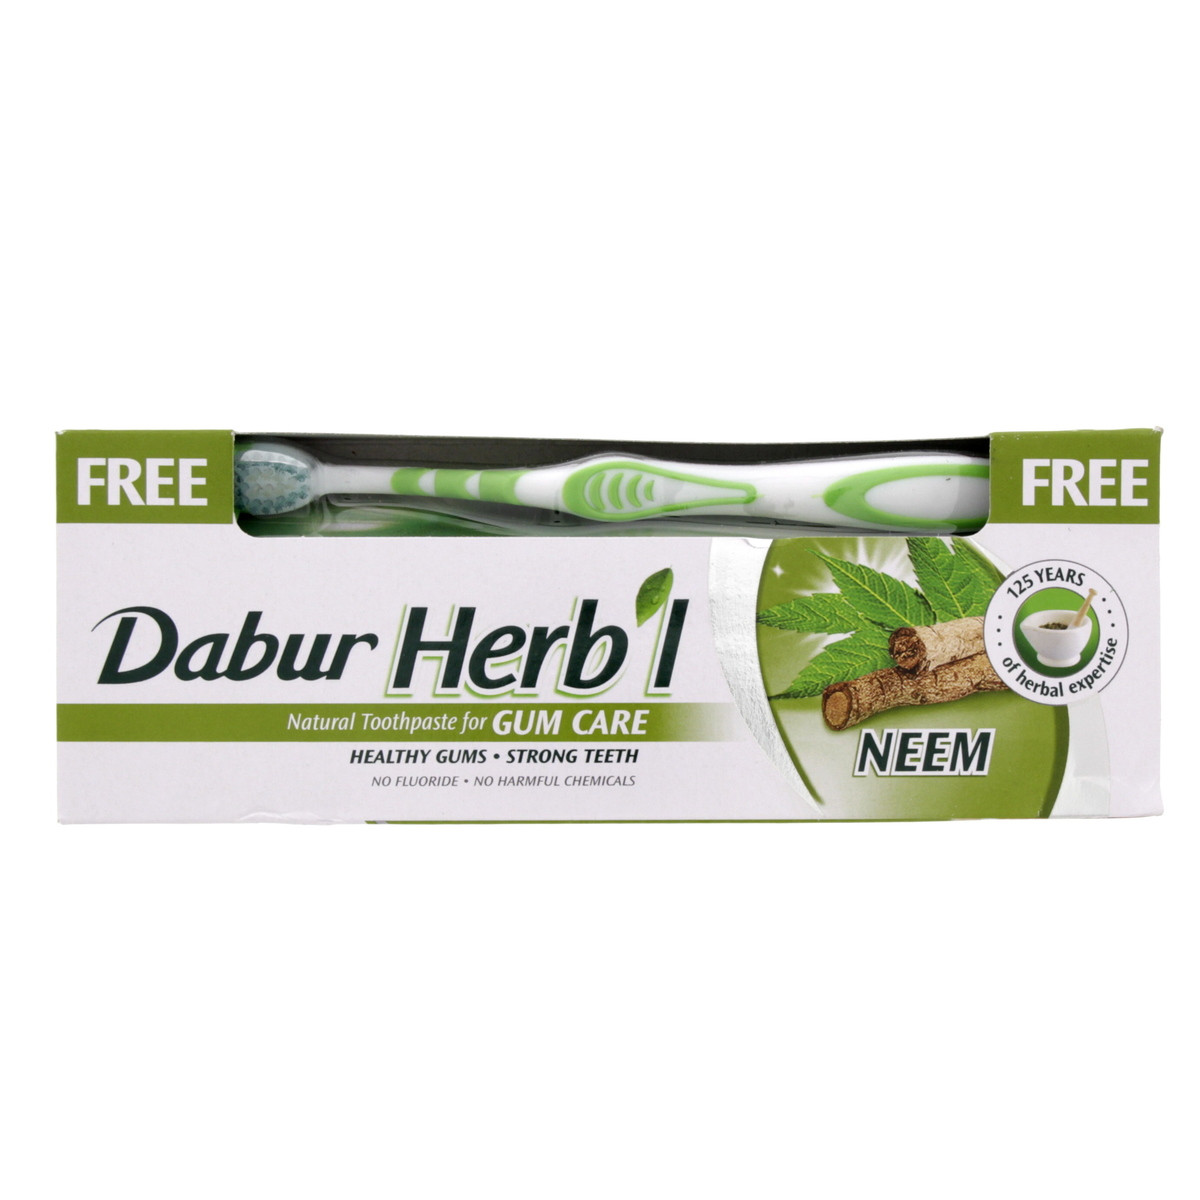 FREE
FREE
Dabur Herb'l
Natural Toothpaste for GUM CARE
HEALTHY GUMS • STRONG TEETH
NO FLUORIDE • NO HARMFUL CHEMICALS
125 YEARS
of herbal expertise
NEEM